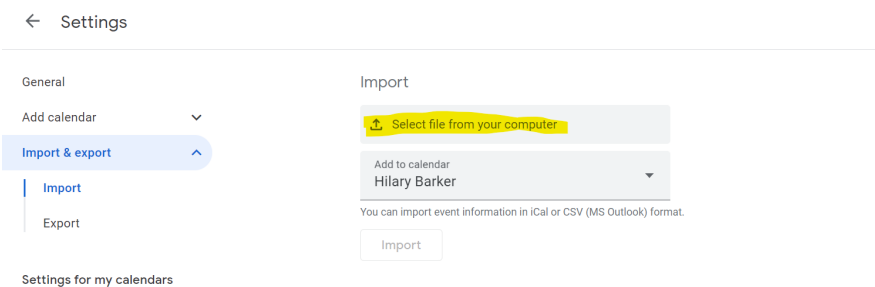 Settings
General
Add calendar
Import & export
Import
Export
Settings for my calendars
Import
Select file from your computer
Add to calendar
Hilary Barker
You can import event information in iCal or CSV (MS Outlook) format.
Import